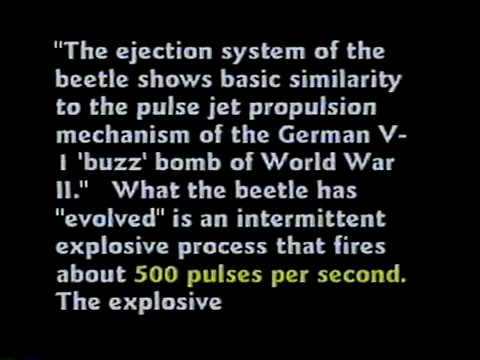 "The ejection system of the
beetle shows basic similarity
to the pulse jet propulsion
mechanism of the German V-
1 'buzz' bomb of World War
II."   What the beetle has
"evolved" is an intermittent
explosive process that fires
about 500 pulses per second.
The explosive